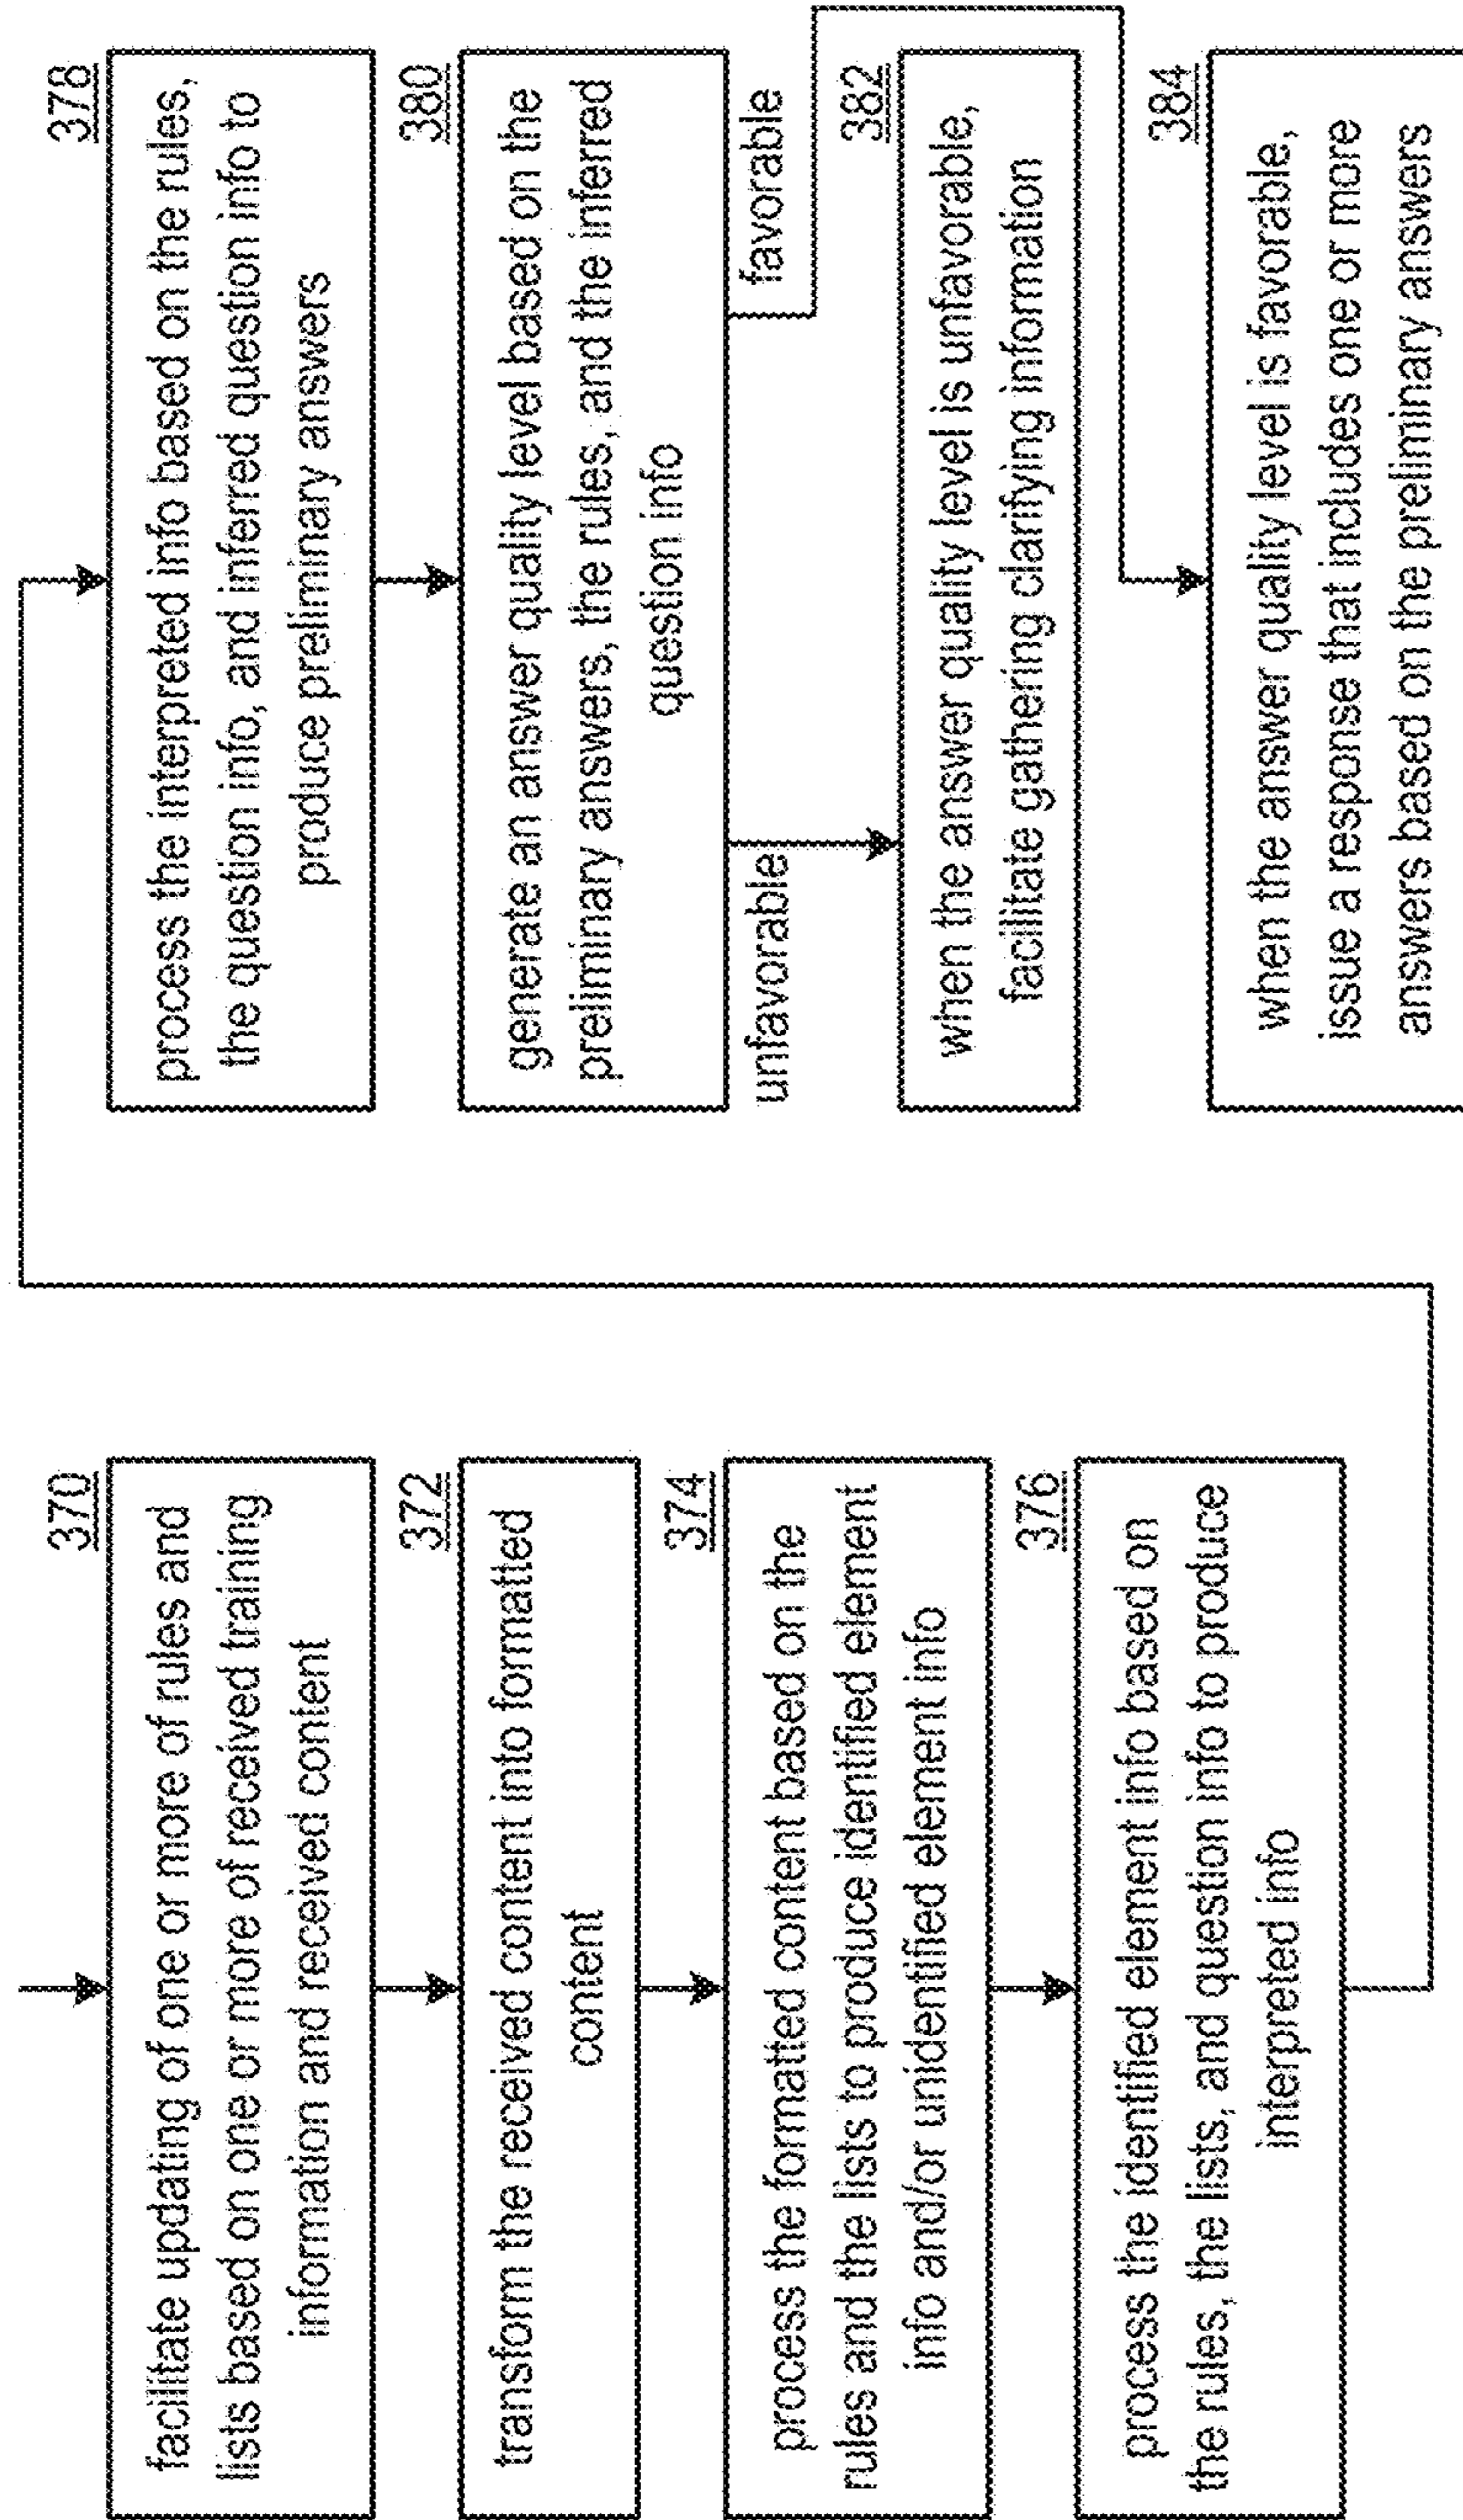 370
facilitate updating of one or more of rules and
lists based on one or more of received training
information and received content
372
transform the received content into formatted
content
374
process the formatted content based on the
rules and the lists to produce identified element
info and/or unidentified element info
376
process the identified element info based on
the rules, the lists, and question info to produce
interpreted info
378
process the interpreted info based on the rules,
the question info, and inferred question info to
produce preliminary answers
380
generate an answer quality level based on the
preliminary answers, the rules, and the inferred
question info
unfavorable
favorable
382
when the answer quality level is unfavorable,
facilitate gathering clarifying information
384
when the answer quality level is favorable,
issue a response that includes one or more
answers based on the preliminary answers